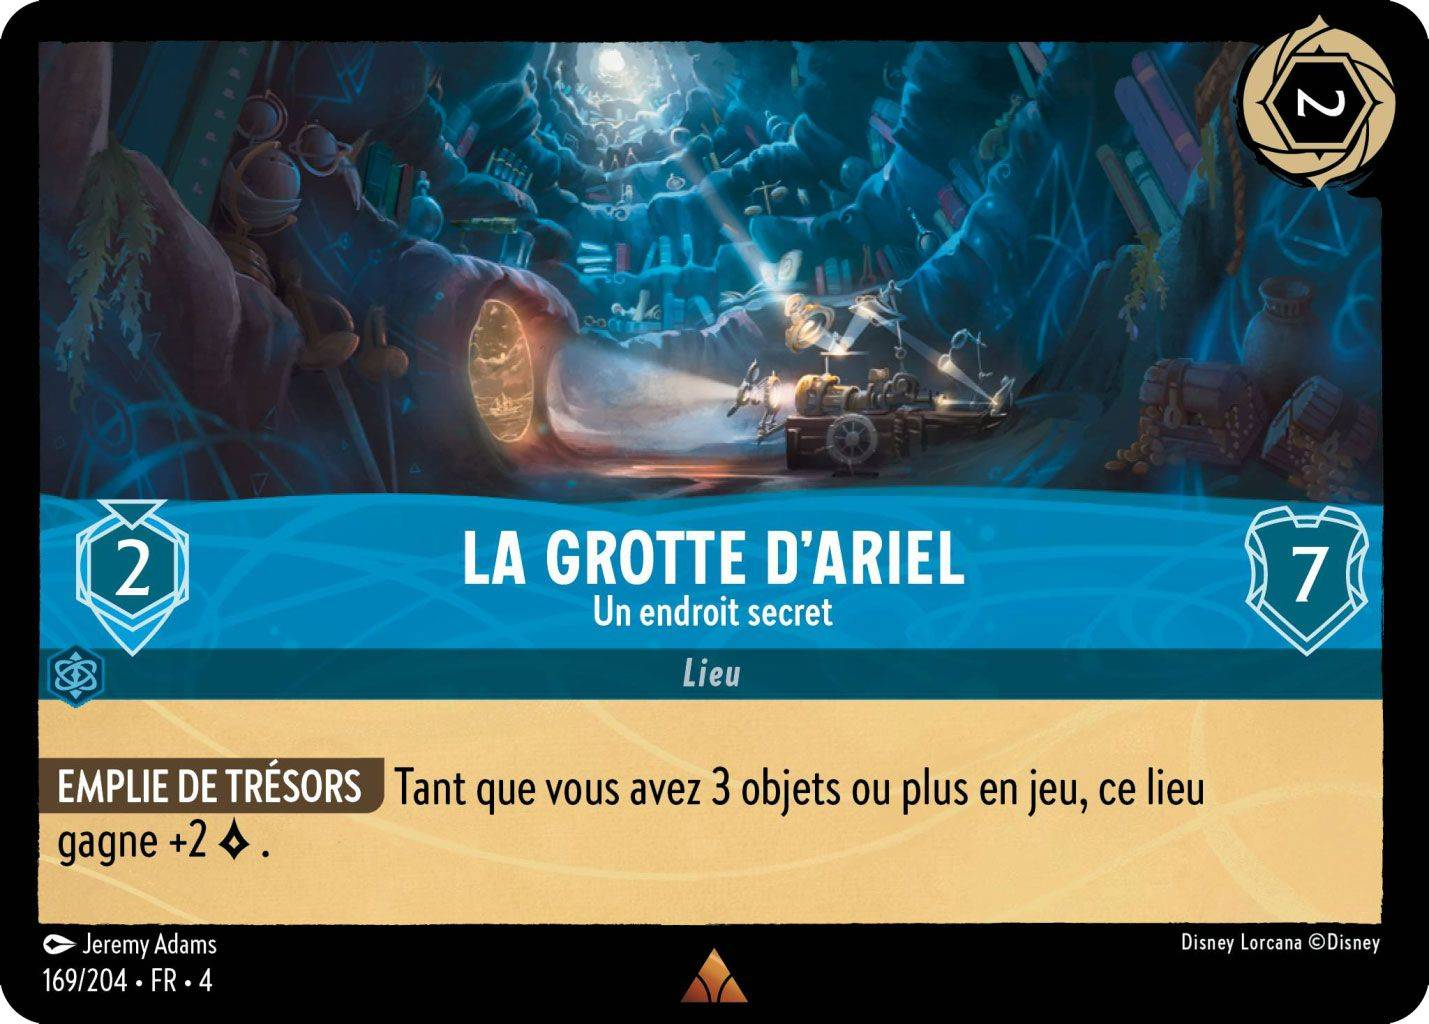 2
LA GROTTE D’ARIEL
Un endroit secret
2
7
Lieu
EMPLIE DE TRÉSORS Tant que vous avez 3 objets ou plus en jeu, ce lieu
gagne +2 .
Jeremy Adams
Disney Lorcana ©Disney
169/204 • FR • 4